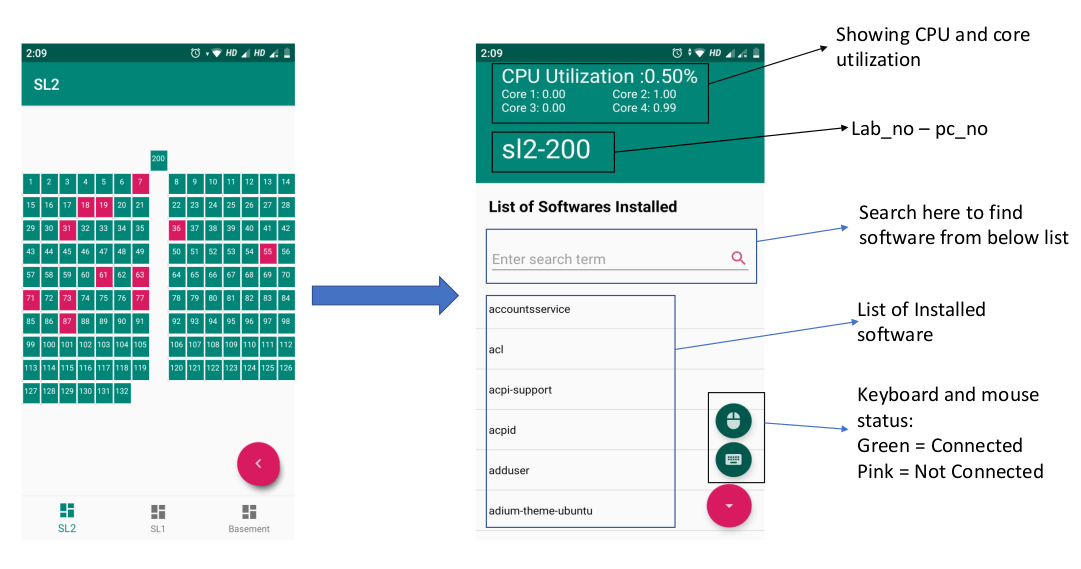 2:09
HD
HD
SL2
200
1 2 3 4 5 6 7 8 9 10 11 12 13 14
15 16 17 18 19 20 21 22 23 24 25 26 27 28
29 30 31 32 33 34 35 36 37 38 39 40 41 42
43 44 45 46 47 48 49 50 51 52 53 54 55 56
57 58 59 60 61 62 63 64 65 66 67 68 69 70
71 72 73 74 75 76 77 78 79 80 81 82 83 84
85 86 87 88 89 90 91 92 93 94 95 96 97 98
99 100 101 102 103 104 105 106 107 108 109 110 111 112
113 114 115 116 117 118 119 120 121 122 123 124 125 126
127 128 129 130 131 132
SL2 SL1 Basement
2:09
HD
CPU Utilization :0.50%
Core 1: 0.00 Core 2: 1.00
Core 3: 0.00 Core 4: 0.99
sl2-200
List of Softwares Installed
Enter search term
accountsservice
acl
acpi-support
acpid
adduser
adium-theme-ubuntu
Showing CPU and core
utilization
Lab_no – pc_no
Search here to find
software from below list
List of Installed
software
Keyboard and mouse
status:
Green = Connected
Pink = Not Connected